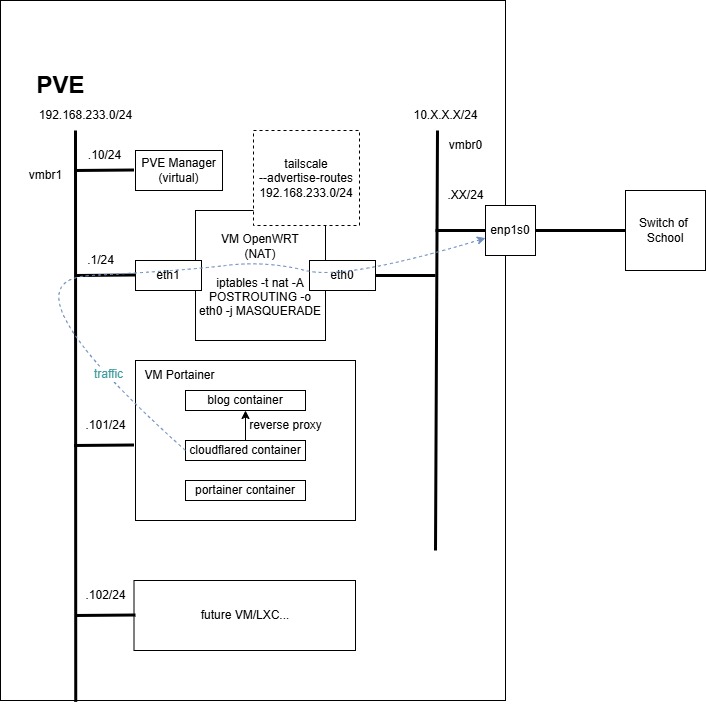 PVE
192.168.233.0/24
10.X.X.X/24
vmbr0
vmbr1
.10/24
PVE Manager
(virtual)
tailscale
--advertise-routes
192.168.233.0/24
.XX/24
enp1s0
Switch of
School
VM OpenWRT
(NAT)
.1/24
eth1
eth0
iptables -t nat -A
POSTROUTING -o
eth0 -j MASQUERADE
traffic
VM Portainer
blog container
reverse proxy
.101/24
cloudflared container
portainer container
.102/24
future VM/LXC...